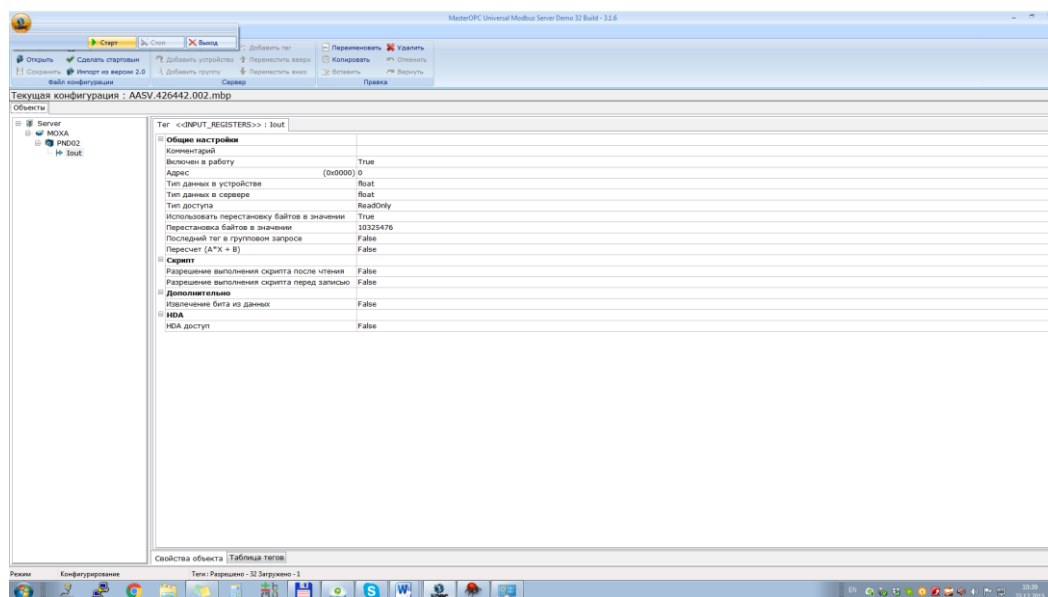 MasterOPC Universal Modbus Server Demo 32 Build - 3.1.6
Старт Стоп Выход Добавить тег Переименовать Удалить
Открыть Сделать стартовым Добавить устройство Переместить вверх Копировать Отменить
Сохранить Импорт из версии 2.0 Добавить группу Переместить вниз Вставить Вернуть
Файл конфигурации Сервер Правка
Текущая конфигурация : AASV.426442.002.mbp
Объекты
Server
MOXA
PND02
Iout
Тег <<INPUT_REGISTERS>> : Iout
Общие настройки
Комментарий
Включен в работу True
Адрес (0x0000) 0
Тип данных в устройстве float
Тип данных в сервере float
Тип доступа ReadOnly
Использовать перестановку байтов в значении True
Перестановка байтов в значении 10325476
Последний тег в групповом запросе False
Пересчет (A*X + B) False
Скрипт
Разрешение выполнения скрипта после чтения False
Разрешение выполнения скрипта перед записью False
Дополнительно
Извлечение бита из данных False
HDA
HDA доступ False
Свойства объекта Таблица тегов
Режим Конфигурирование Теги: Разрешено - 32 Загружено - 1
EN 10:39